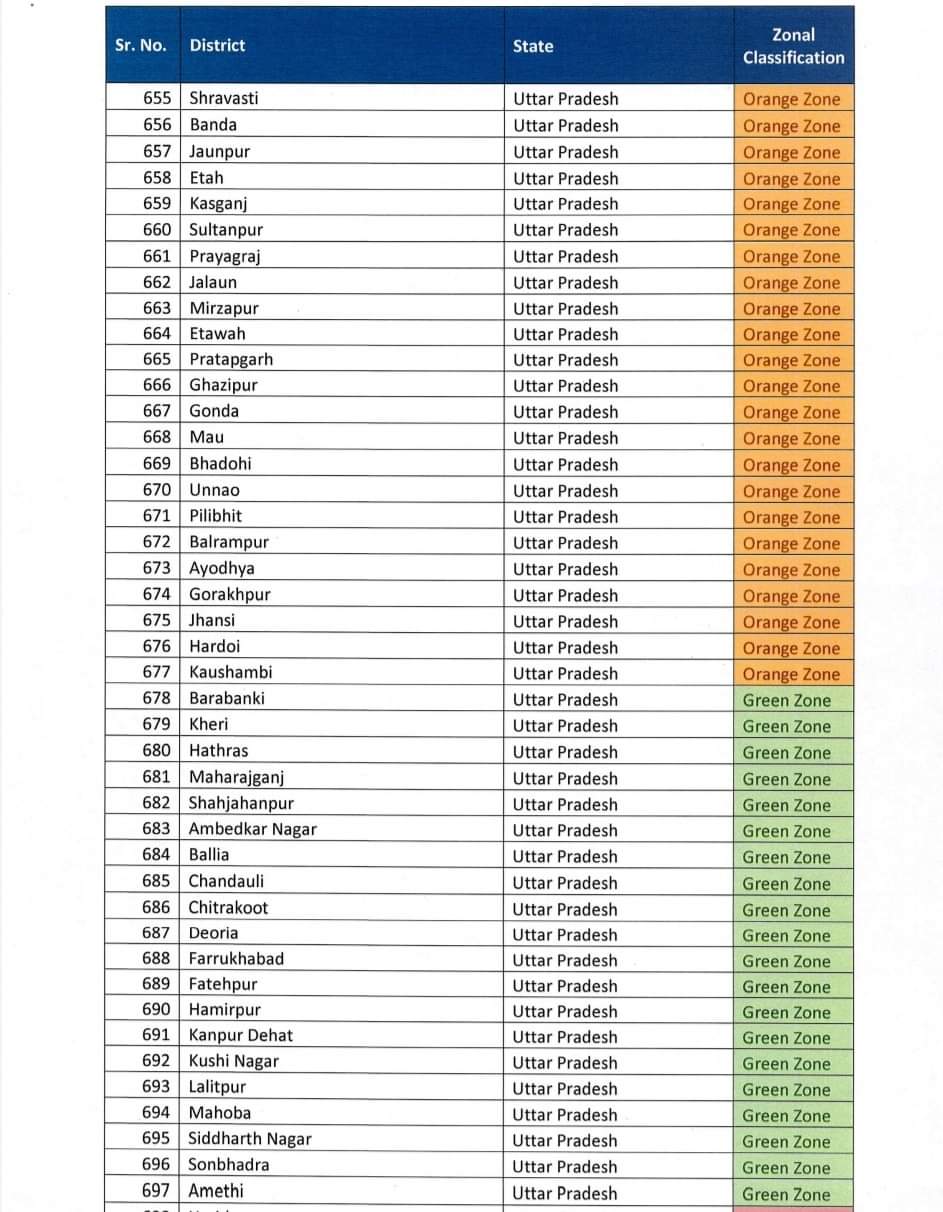 Sr. No. District State Zonal Classification
655 Shravasti Uttar Pradesh Orange Zone
656 Banda Uttar Pradesh Orange Zone
657 Jaunpur Uttar Pradesh Orange Zone
658 Etah Uttar Pradesh Orange Zone
659 Kasganj Uttar Pradesh Orange Zone
660 Sultanpur Uttar Pradesh Orange Zone
661 Prayagraj Uttar Pradesh Orange Zone
662 Jalaun Uttar Pradesh Orange Zone
663 Mirzapur Uttar Pradesh Orange Zone
664 Etawah Uttar Pradesh Orange Zone
665 Pratapgarh Uttar Pradesh Orange Zone
666 Ghazipur Uttar Pradesh Orange Zone
667 Gonda Uttar Pradesh Orange Zone
668 Mau Uttar Pradesh Orange Zone
669 Bhadohi Uttar Pradesh Orange Zone
670 Unnao Uttar Pradesh Orange Zone
671 Pilibhit Uttar Pradesh Orange Zone
672 Balrampur Uttar Pradesh Orange Zone
673 Ayodhya Uttar Pradesh Orange Zone
674 Gorakhpur Uttar Pradesh Orange Zone
675 Jhansi Uttar Pradesh Orange Zone
676 Hardoi Uttar Pradesh Orange Zone
677 Kaushambi Uttar Pradesh Orange Zone
678 Barabanki Uttar Pradesh Green Zone
679 Kheri Uttar Pradesh Green Zone
680 Hathras Uttar Pradesh Green Zone
681 Maharajganj Uttar Pradesh Green Zone
682 Shahjahanpur Uttar Pradesh Green Zone
683 Ambedkar Nagar Uttar Pradesh Green Zone
684 Ballia Uttar Pradesh Green Zone
685 Chandauli Uttar Pradesh Green Zone
686 Chitrakoot Uttar Pradesh Green Zone
687 Deoria Uttar Pradesh Green Zone
688 Farrukhabad Uttar Pradesh Green Zone
689 Fatehpur Uttar Pradesh Green Zone
690 Hamirpur Uttar Pradesh Green Zone
691 Kanpur Dehat Uttar Pradesh Green Zone
692 Kushi Nagar Uttar Pradesh Green Zone
693 Lalitpur Uttar Pradesh Green Zone
694 Mahoba Uttar Pradesh Green Zone
695 Siddharth Nagar Uttar Pradesh Green Zone
696 Sonbhadra Uttar Pradesh Green Zone
697 Amethi Uttar Pradesh Green Zone